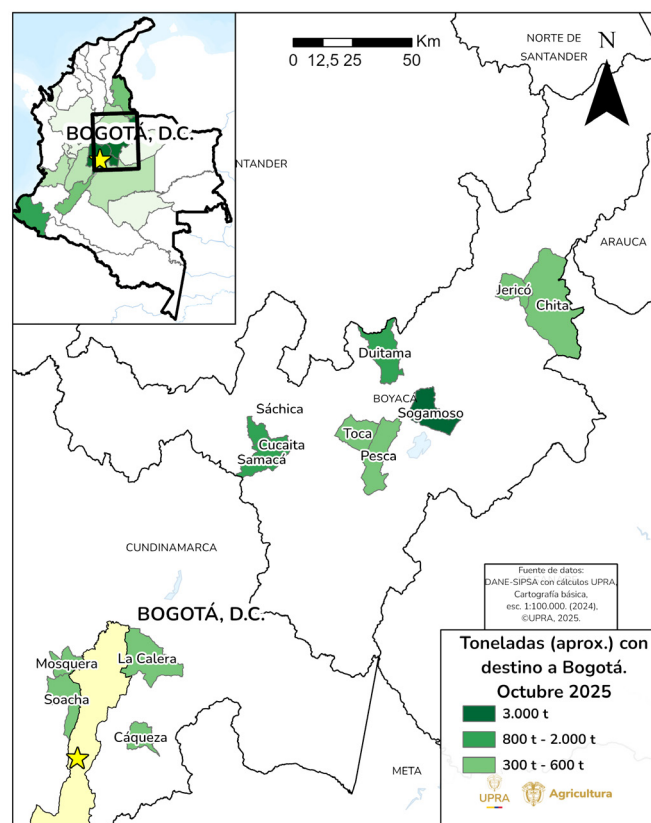 BOGOTÁ, D.C.
Km
0 12,5 25 50
N
NORTE DE
SANTANDER
NTANDER
ARAUCA
Jericó
Chita
Duitama
BOYACÁ
Sogamoso
Sáchica
Cucaita
Samacá
Toca
Pesca
CUNDINAMARCA
BOGOTÁ, D.C.
La Calera
Mosquera
Soacha
Cáqueza
META
Fuente de datos:
DANE-SIPSA con cálculos UPRA,
Cartografía básica,
esc. 1:100.000. (2024),
©UPRA, 2025.
Toneladas (aprox.) con
destino a Bogotá.
Octubre 2025
3.000 t
800 t - 2.000 t
300 t - 600 t
UPRA
Agricultura